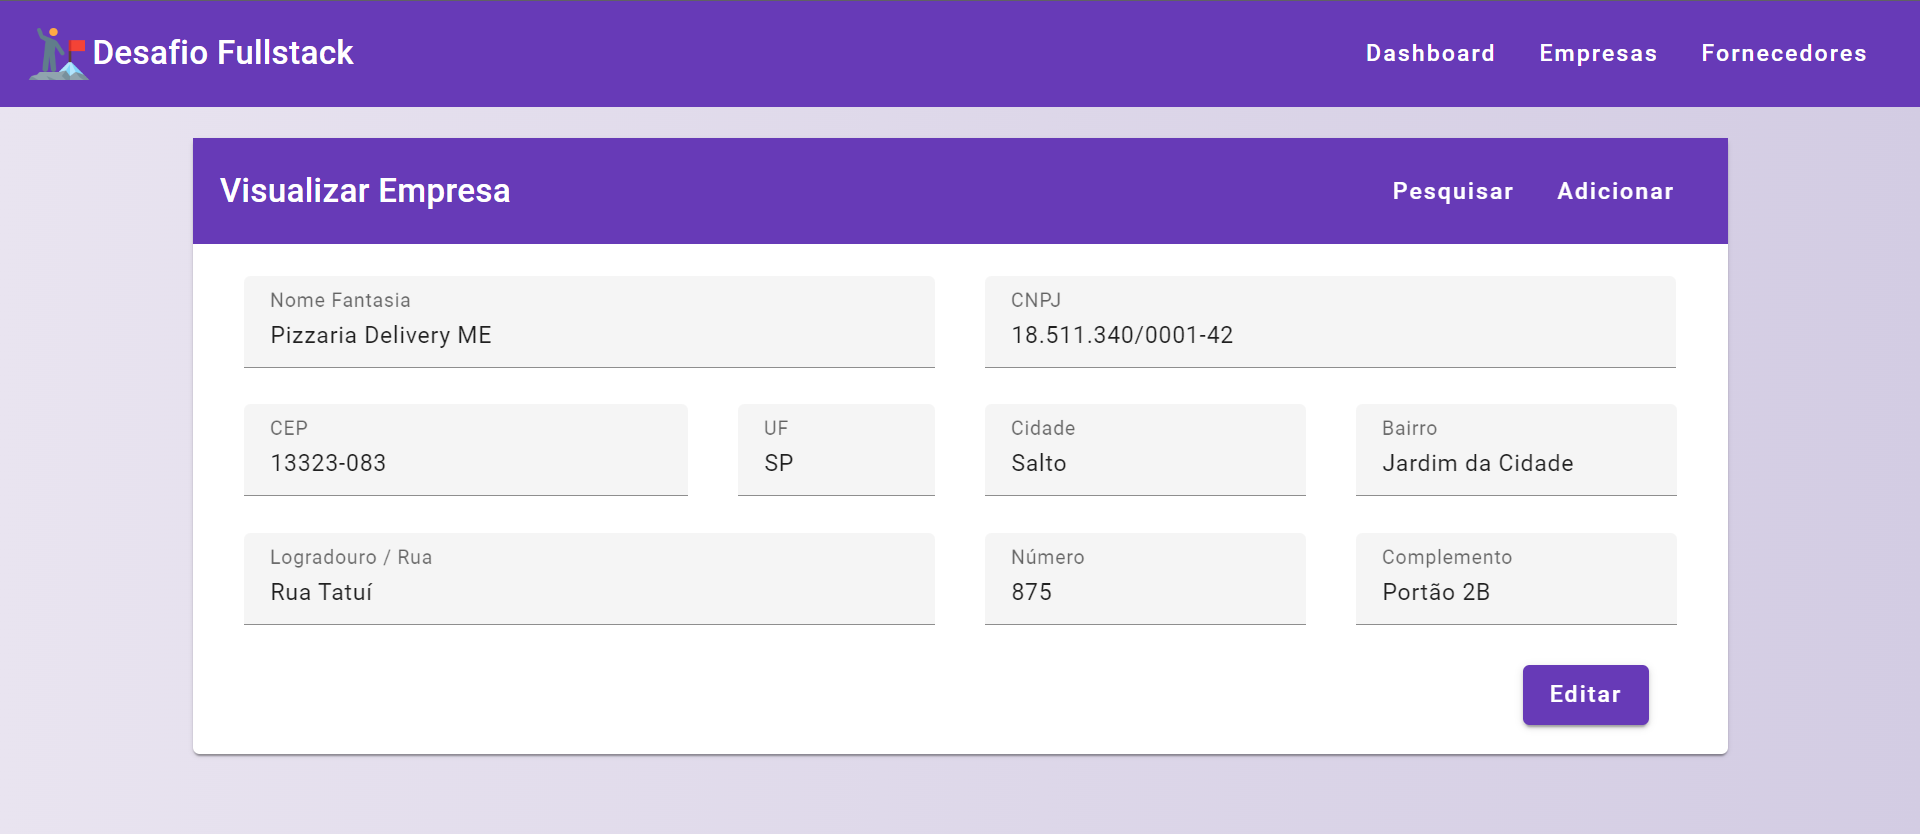 Desafio Fullstack
Dashboard Empresas Fornecedores
Visualizar Empresa
Pesquisar Adicionar
Nome Fantasia
Pizzaria Delivery ME
CNPJ
18.511.340/0001-42
CEP
13323-083
UF
SP
Cidade
Salto
Bairro
Jardim da Cidade
Logradouro / Rua
Rua Tatuí
Número
875
Complemento
Portão 2B
Editar